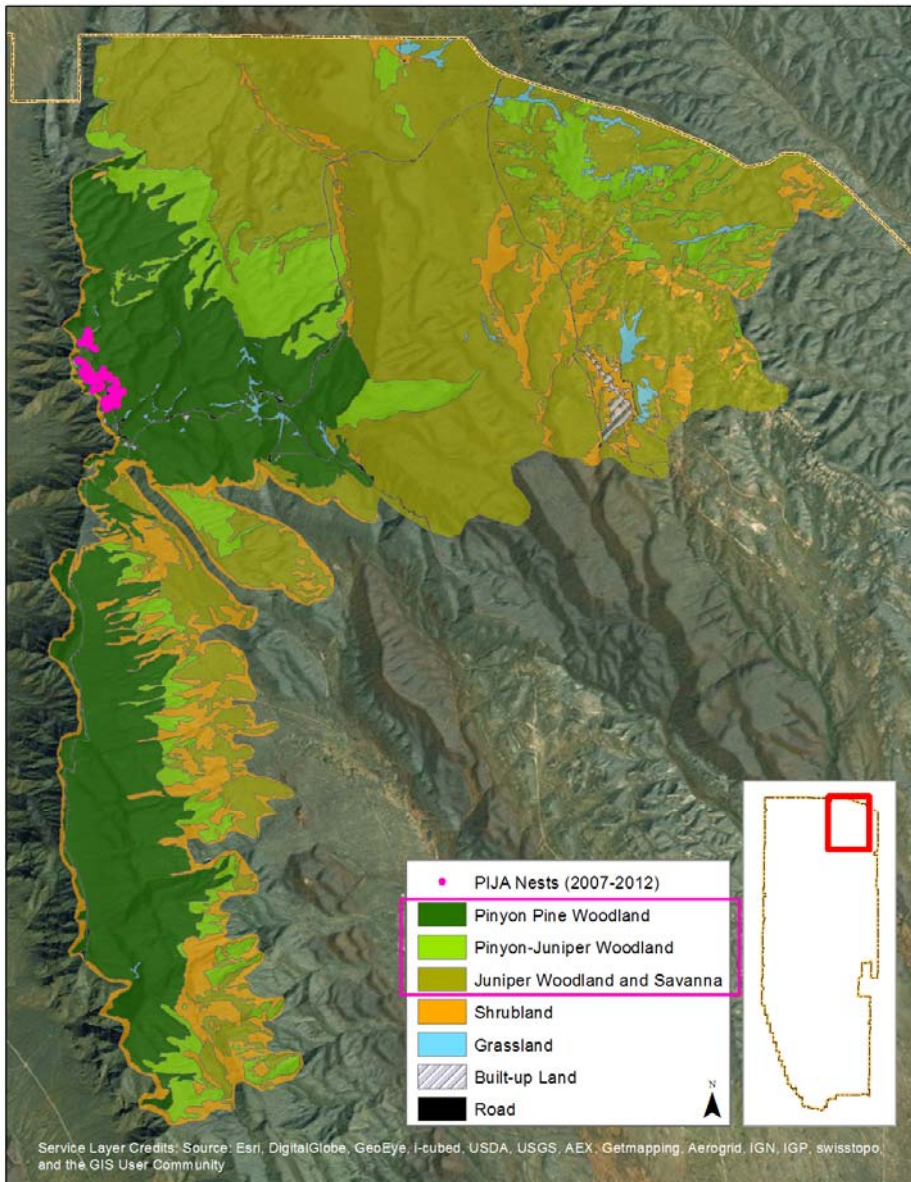 PIJA Nests (2007-2012)
Pinyon Pine Woodland
Pinyon-Juniper Woodland
Juniper Woodland and Savanna
Shrubland
Grassland
Built-up Land
Road
N
Service Layer Credits: Source: Esri, DigitalGlobe, GeoEye, i-cubed, USDA, USGS, AEX, Getmapping, Aerogrid, IGN, IGP, swisstopo,
and the GIS User Community